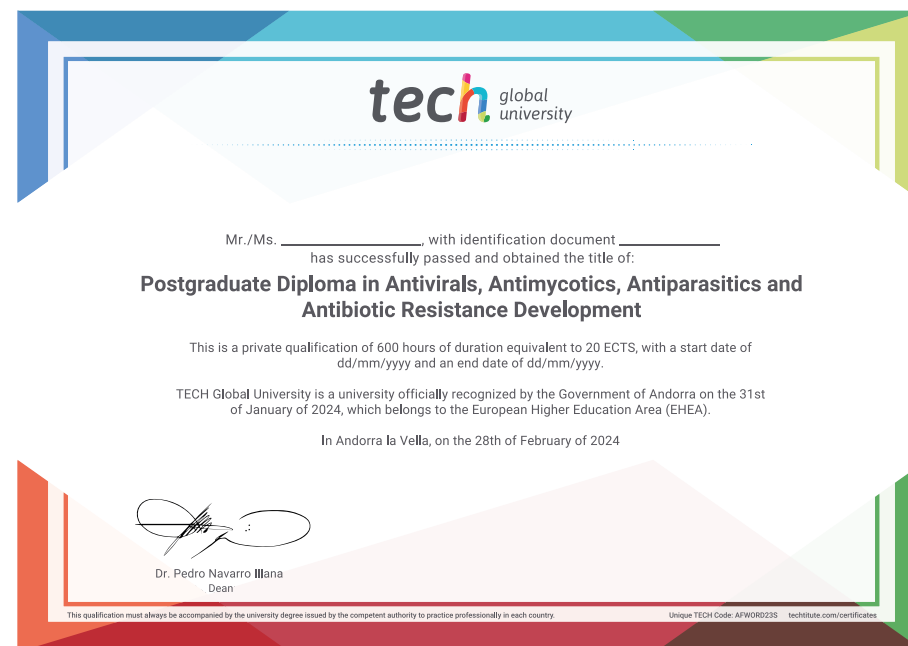 tech global university
Mr./Ms. ____________________, with identification document ______________
has successfully passed and obtained the title of:
Postgraduate Diploma in Antivirals, Antimycotics, Antiparasitics and
Antibiotic Resistance Development
This is a private qualification of 600 hours of duration equivalent to 20 ECTS, with a start date of
dd/mm/yyyy and an end date of dd/mm/yyyy.
TECH Global University is a university officially recognized by the Government of Andorra on the 31st
of January of 2024, which belongs to the European Higher Education Area (EHEA).
In Andorra la Vella, on the 28th of February of 2024
Dr. Pedro Navarro Illana
Dean
This qualification must always be accompanied by the university degree issued by the competent authority to practice professionally in each country.
Unique TECH Code: AFWORD23S techtitute.com/certificates